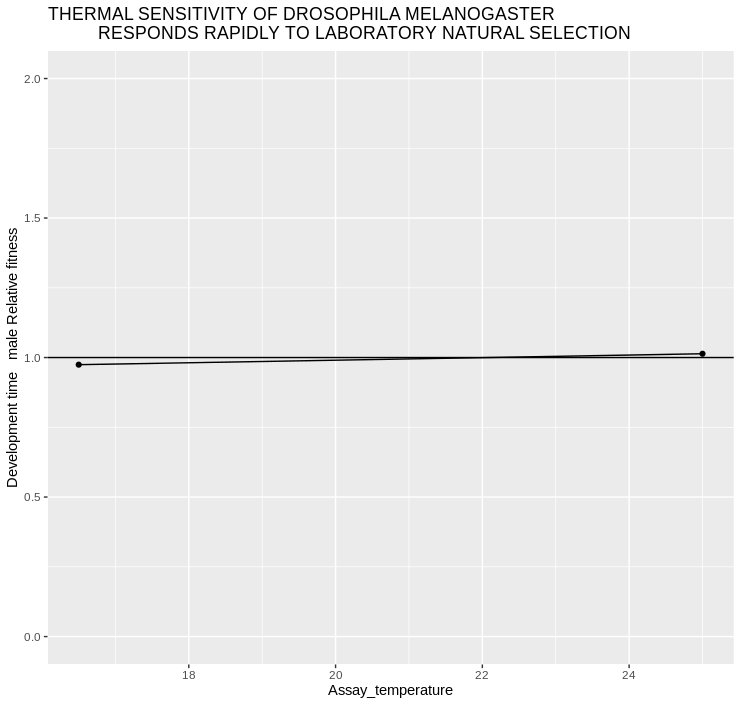 THERMAL SENSITIVITY OF DROSOPHILA MELANOGASTER
RESPONDS RAPIDLY TO LABORATORY NATURAL SELECTION
2.0
1.5
1.0
0.5
0.0
Development time   male Relative fitness
18
20
22
24
Assay_temperature